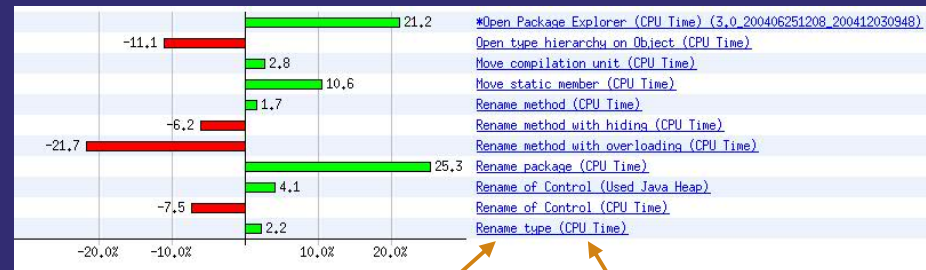 21.2 *Open Package Explorer (CPU Time) (3.0_200406251208_200412030948)
-11.1 Open type hierarchy on Object (CPU Time)
2.8 Move compilation unit (CPU Time)
10.6 Move static member (CPU Time)
1.7 Rename method (CPU Time)
-6.2 Rename method with hiding (CPU Time)
-21.7 Rename method with overloading (CPU Time)
25.3 Rename package (CPU Time)
4.1 Rename of Control (Used Java Heap)
-7.5 Rename of Control (CPU Time)
2.2 Rename type (CPU Time)
-20.0% -10.0% 10.0% 20.0%